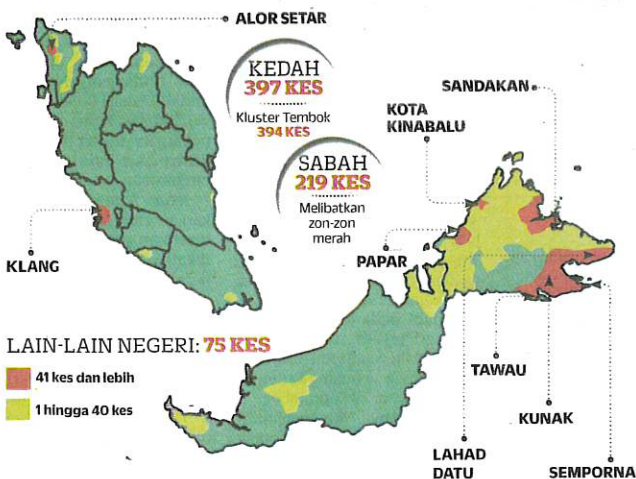 ALOR SETAR
KEDAH
397 KES
Kluster Tembok
394 KES
SABAH
219 KES
Melibatkan
zon-zon
merah
SANDAKAN
KOTA
KINABALU
PAPAR
KLANG
LAIN-LAIN NEGERI: 75 KES
41 kes dan lebih
1 hingga 40 kes
TAWAU
KUNAK
LAHAD
DATU
SEMPORNA